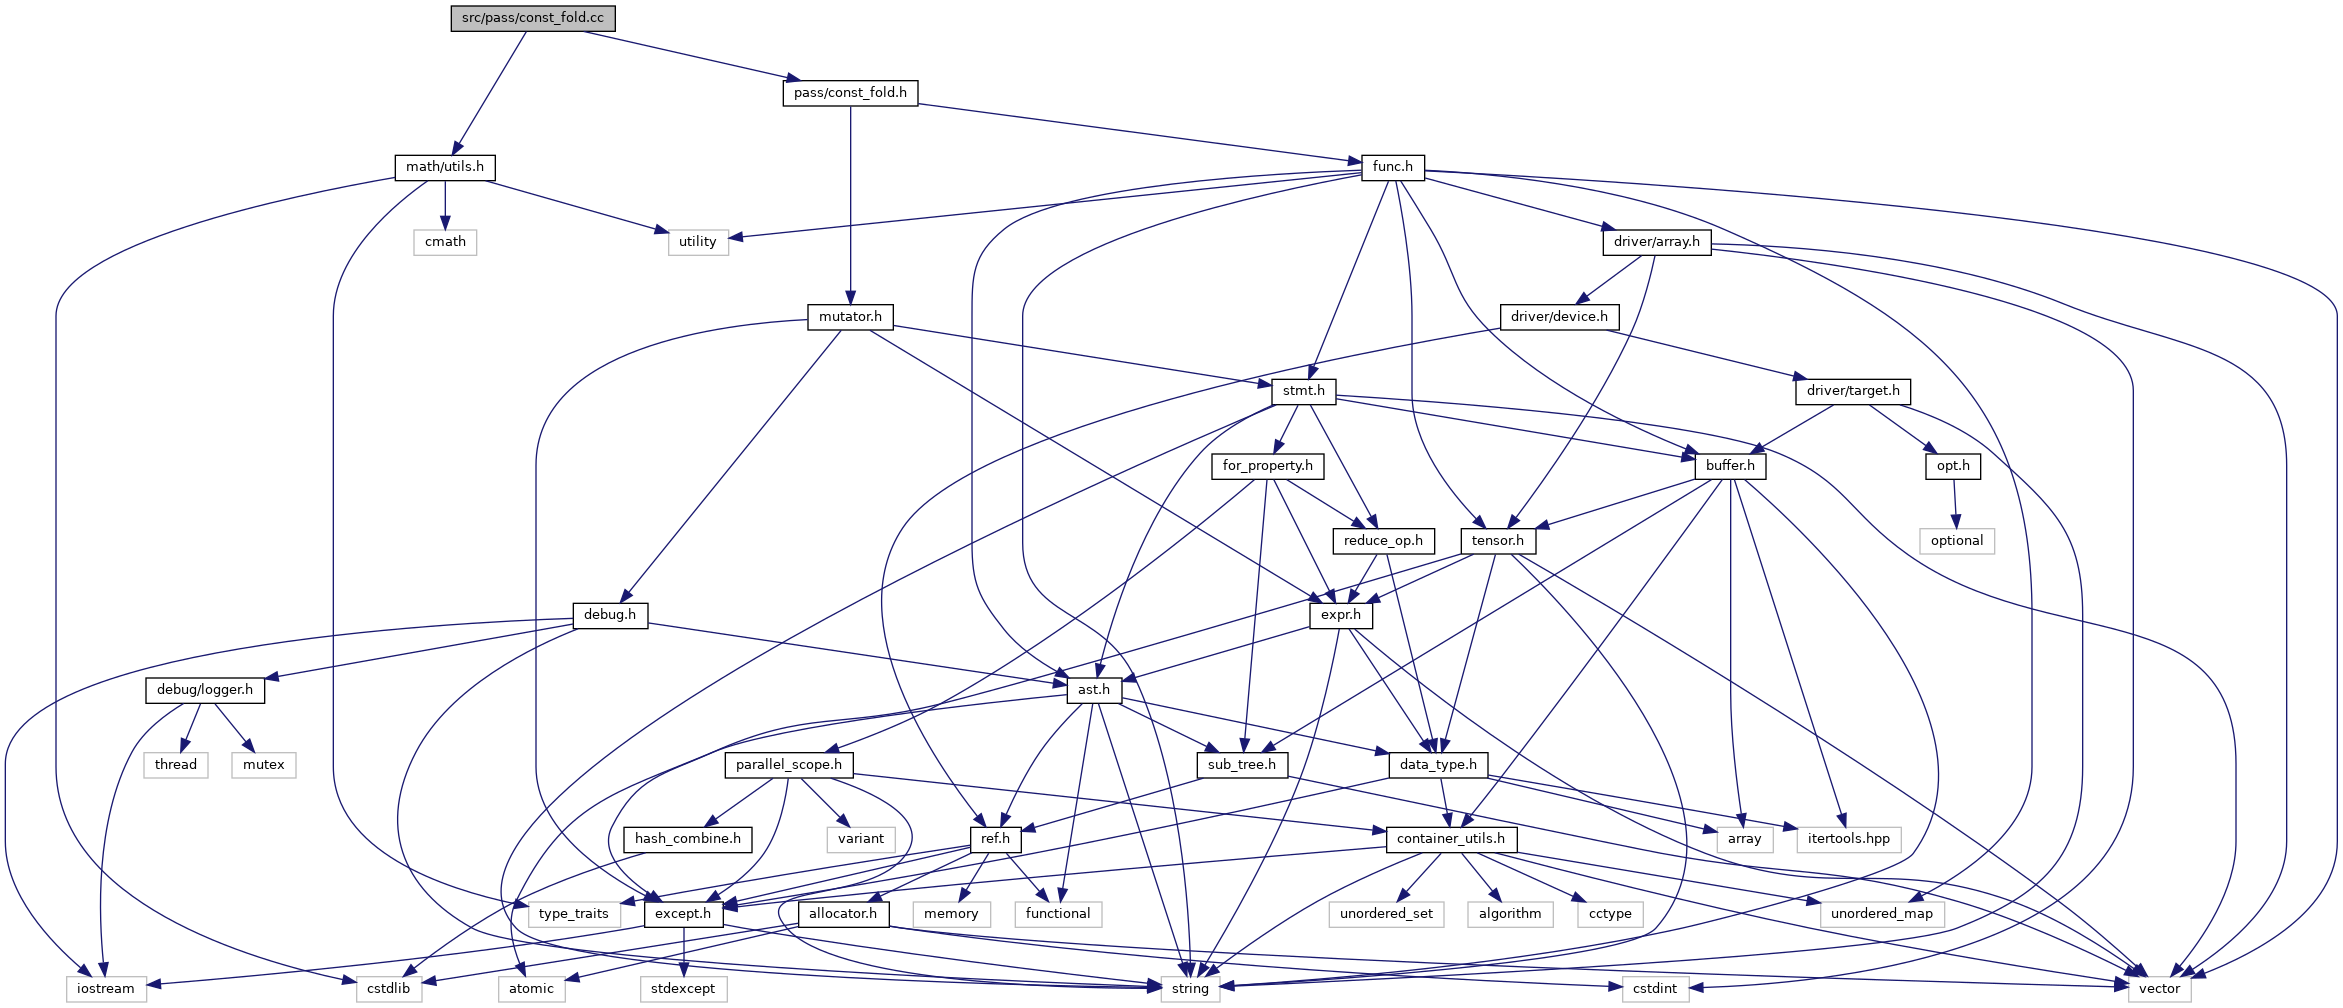 src/pass/const_fold.cc
pass/const_fold.h
math/utils.h
func.h
cmath
utility
driver/array.h
mutator.h
driver/device.h
stmt.h
driver/target.h
for_property.h
buffer.h
opt.h
reduce_op.h
tensor.h
optional
debug.h
expr.h
debug/logger.h
ast.h
thread
mutex
parallel_scope.h
sub_tree.h
data_type.h
hash_combine.h
variant
ref.h
container_utils.h
array
itertools.hpp
type_traits
except.h
allocator.h
memory
functional
unordered_set
algorithm
cctype
unordered_map
iostream
cstdlib
atomic
stdexcept
string
cstdint
vector